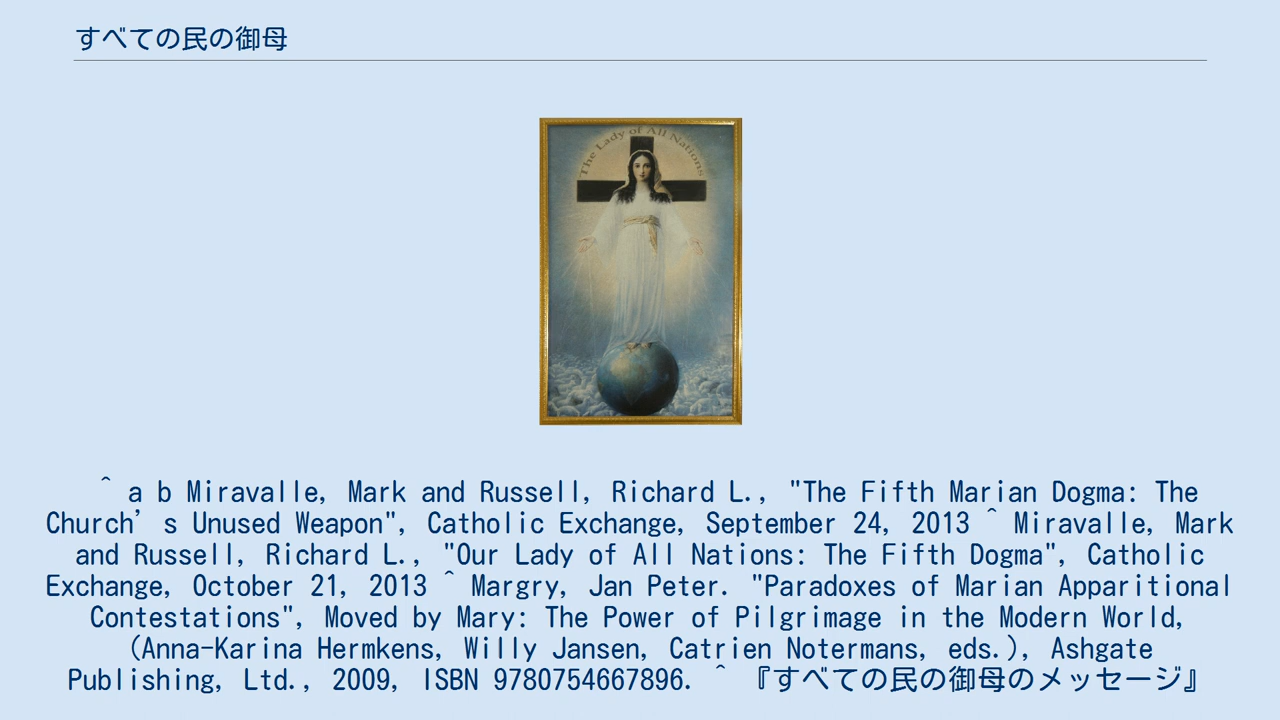 すべての民の御母
The Lady of All Nations
^ a b Miravalle, Mark and Russell, Richard L., "The Fifth Marian Dogma: The
Church’s Unused Weapon", Catholic Exchange, September 24, 2013 ^ Miravalle, Mark
and Russell, Richard L., "Our Lady of All Nations: The Fifth Dogma", Catholic
Exchange, October 21, 2013 ^ Margry, Jan Peter. "Paradoxes of Marian Apparitional
Contestations", Moved by Mary: The Power of Pilgrimage in the Modern World,
(Anna-Karina Hermkens, Willy Jansen, Catrien Notermans, eds.), Ashgate
Publishing, Ltd., 2009, ISBN 9780754667896. ^ 『すべての民の御母のメッセージ』